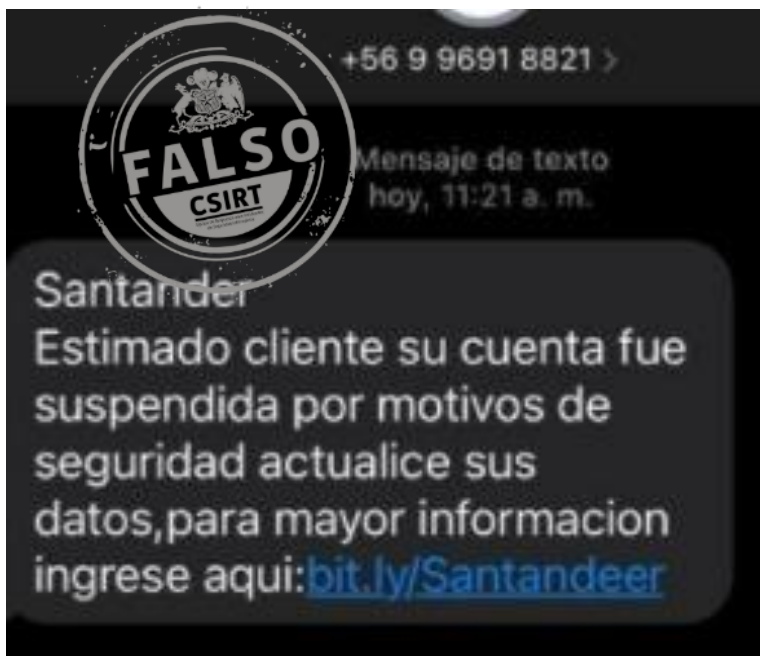 +56 9 9691 8821 >
Mensaje de texto
hoy, 11:21 a. m.
FALSO
CSIRT
Santander
Estimado cliente su cuenta fue
suspendida por motivos de
seguridad actualice sus
datos,para mayor informacion
ingrese aqui:bit.ly/Santandeer